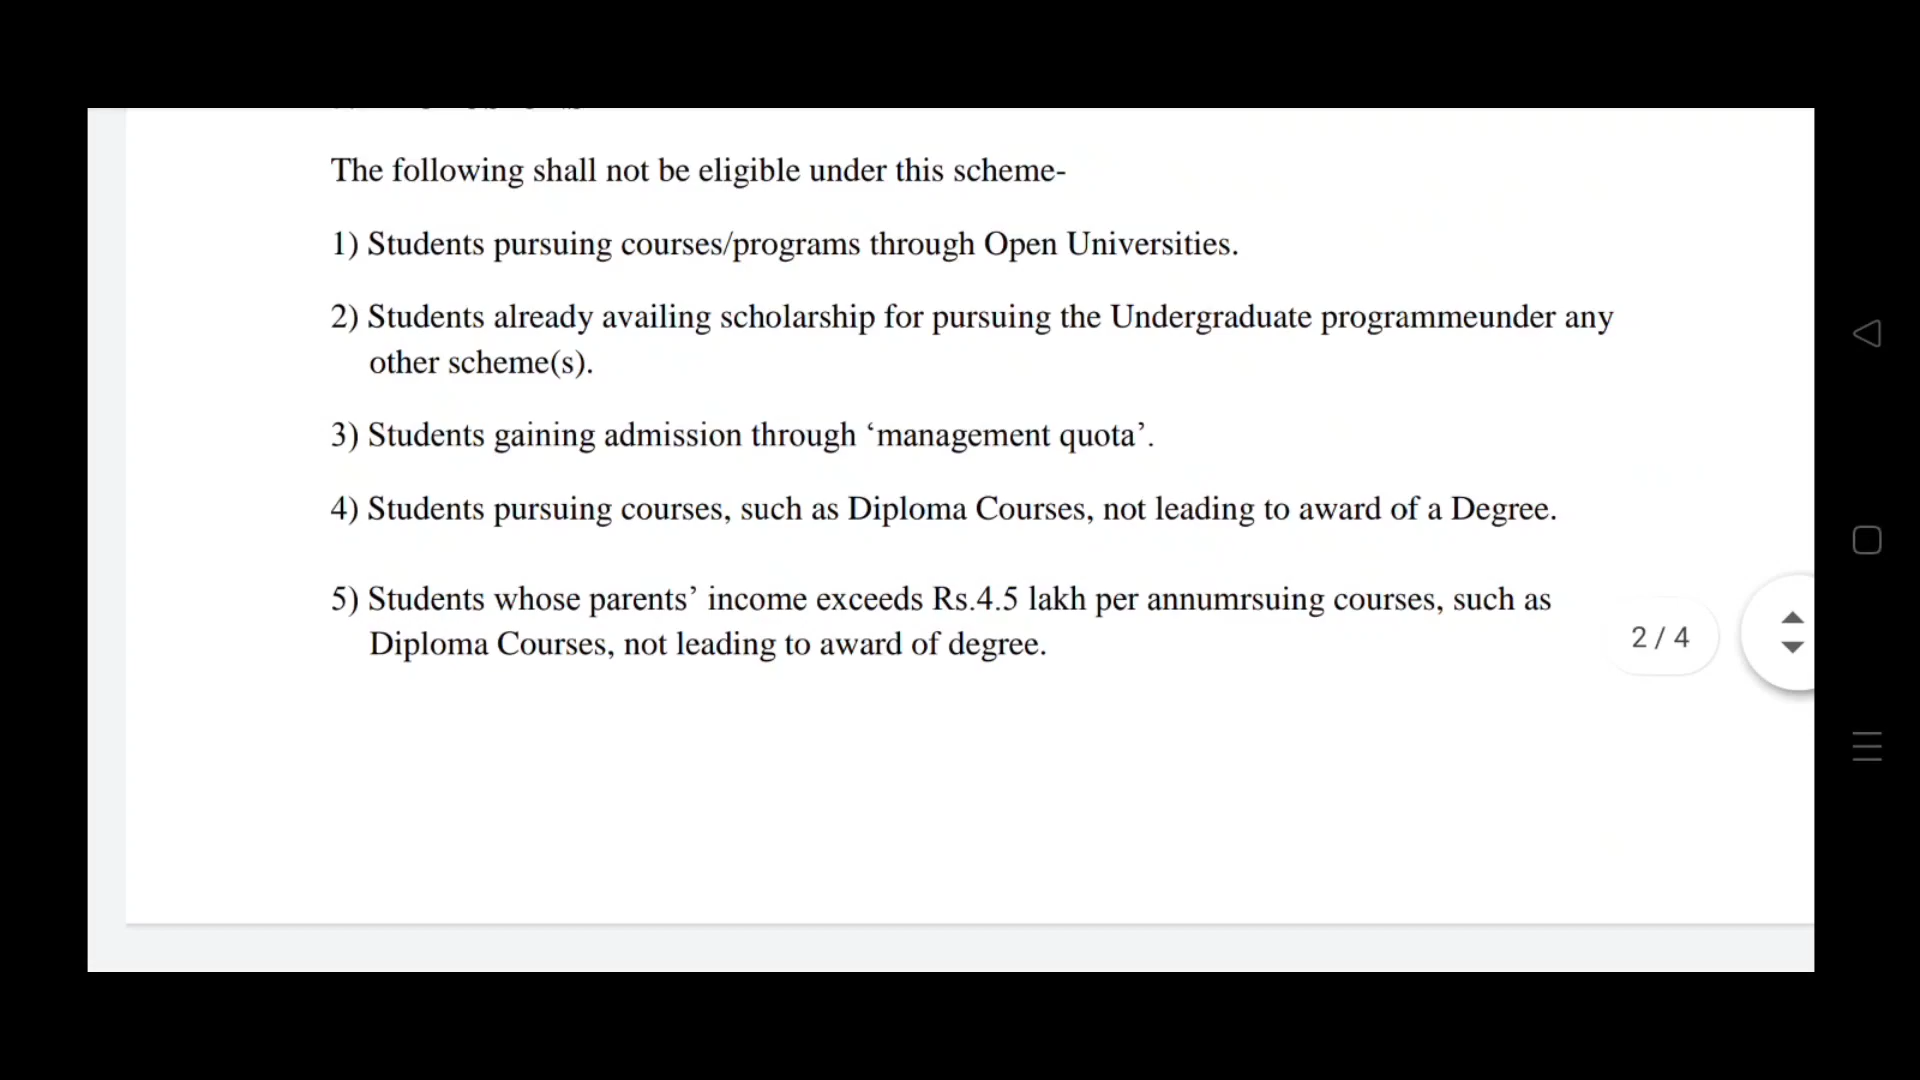 The following shall not be eligible under this scheme-
1) Students pursuing courses/programs through Open Universities.
2) Students already availing scholarship for pursuing the Undergraduate programmeunder any
other scheme(s).
3) Students gaining admission through ‘management quota’.
4) Students pursuing courses, such as Diploma Courses, not leading to award of a Degree.
5) Students whose parents’ income exceeds Rs.4.5 lakh per annumrsuing courses, such as
Diploma Courses, not leading to award of degree.
2 / 4